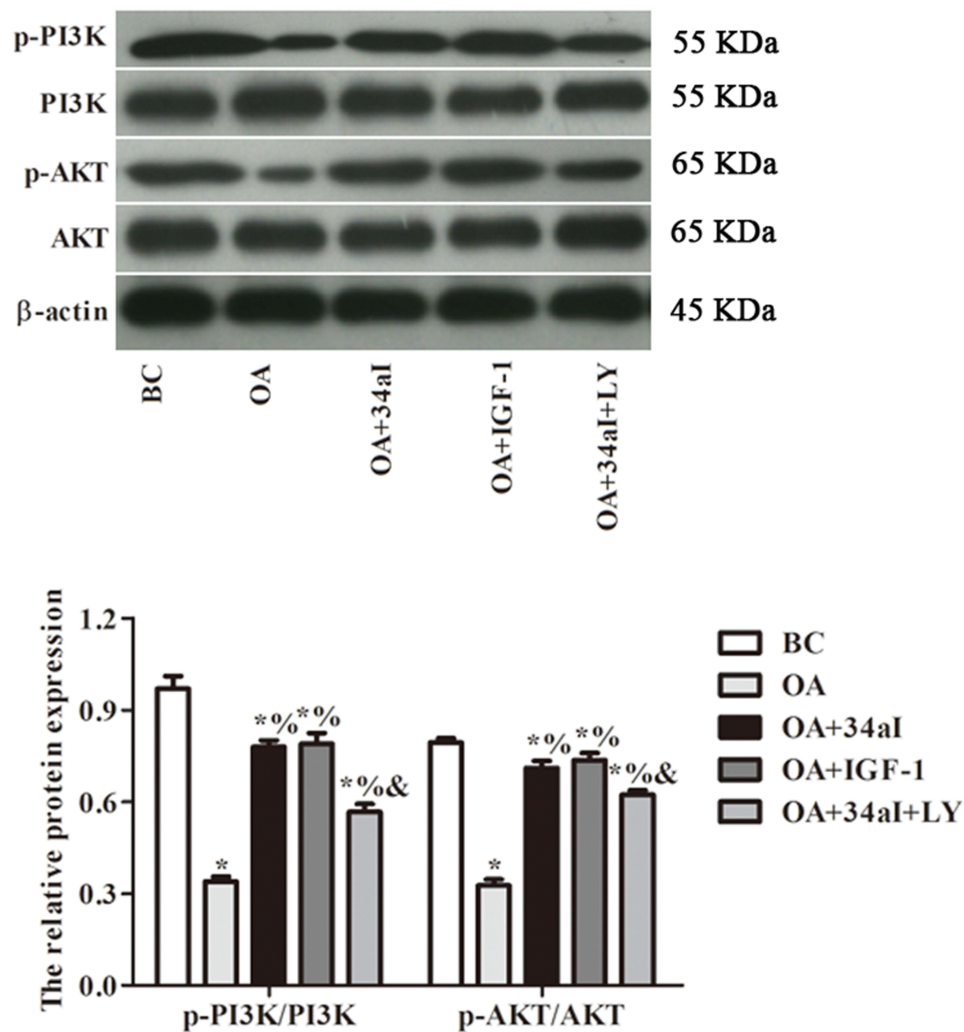 p-PI3K 55 KDa
PI3K 55 KDa
p-AKT 65 KDa
AKT 65 KDa
β-actin 45 KDa
BC
OA
OA+34aI
OA+IGF-1
OA+34aI+LY
The relative protein expression
1.2
0.9
0.6
0.3
0.0
*
*%
*%
*%&
*
*%
*%
*%&
p-PI3K/PI3K
p-AKT/AKT
BC
OA
OA+34aI
OA+IGF-1
OA+34aI+LY